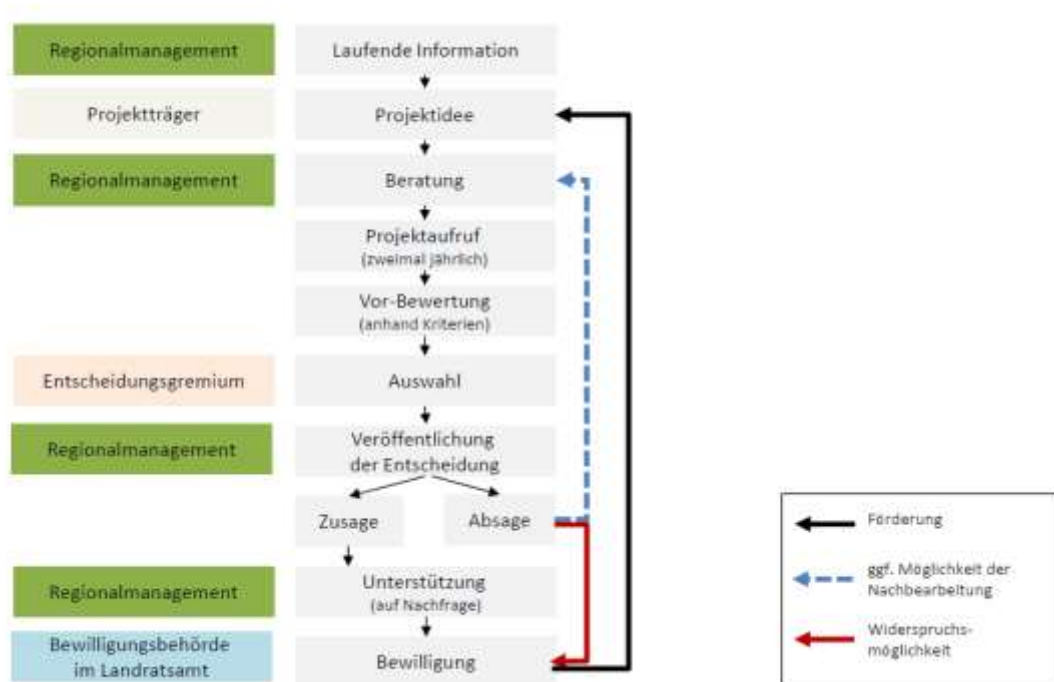 Regionalmanagement
Laufende Information
Projektträger
Projektidee
Regionalmanagement
Beratung
Projektaufruf
(zweimal jährlich)
Vor-Bewertung
(anhand Kriterien)
Entscheidungsgremium
Auswahl
Regionalmanagement
Veröffentlichung
der Entscheidung
Zusage
Absage
Regionalmanagement
Unterstützung
(auf Nachfrage)
Bewilligungsbehörde
im Landratsamt
Bewilligung
Förderung
ggf. Möglichkeit der
Nachbearbeitung
Widerspruchs-
möglichkeit